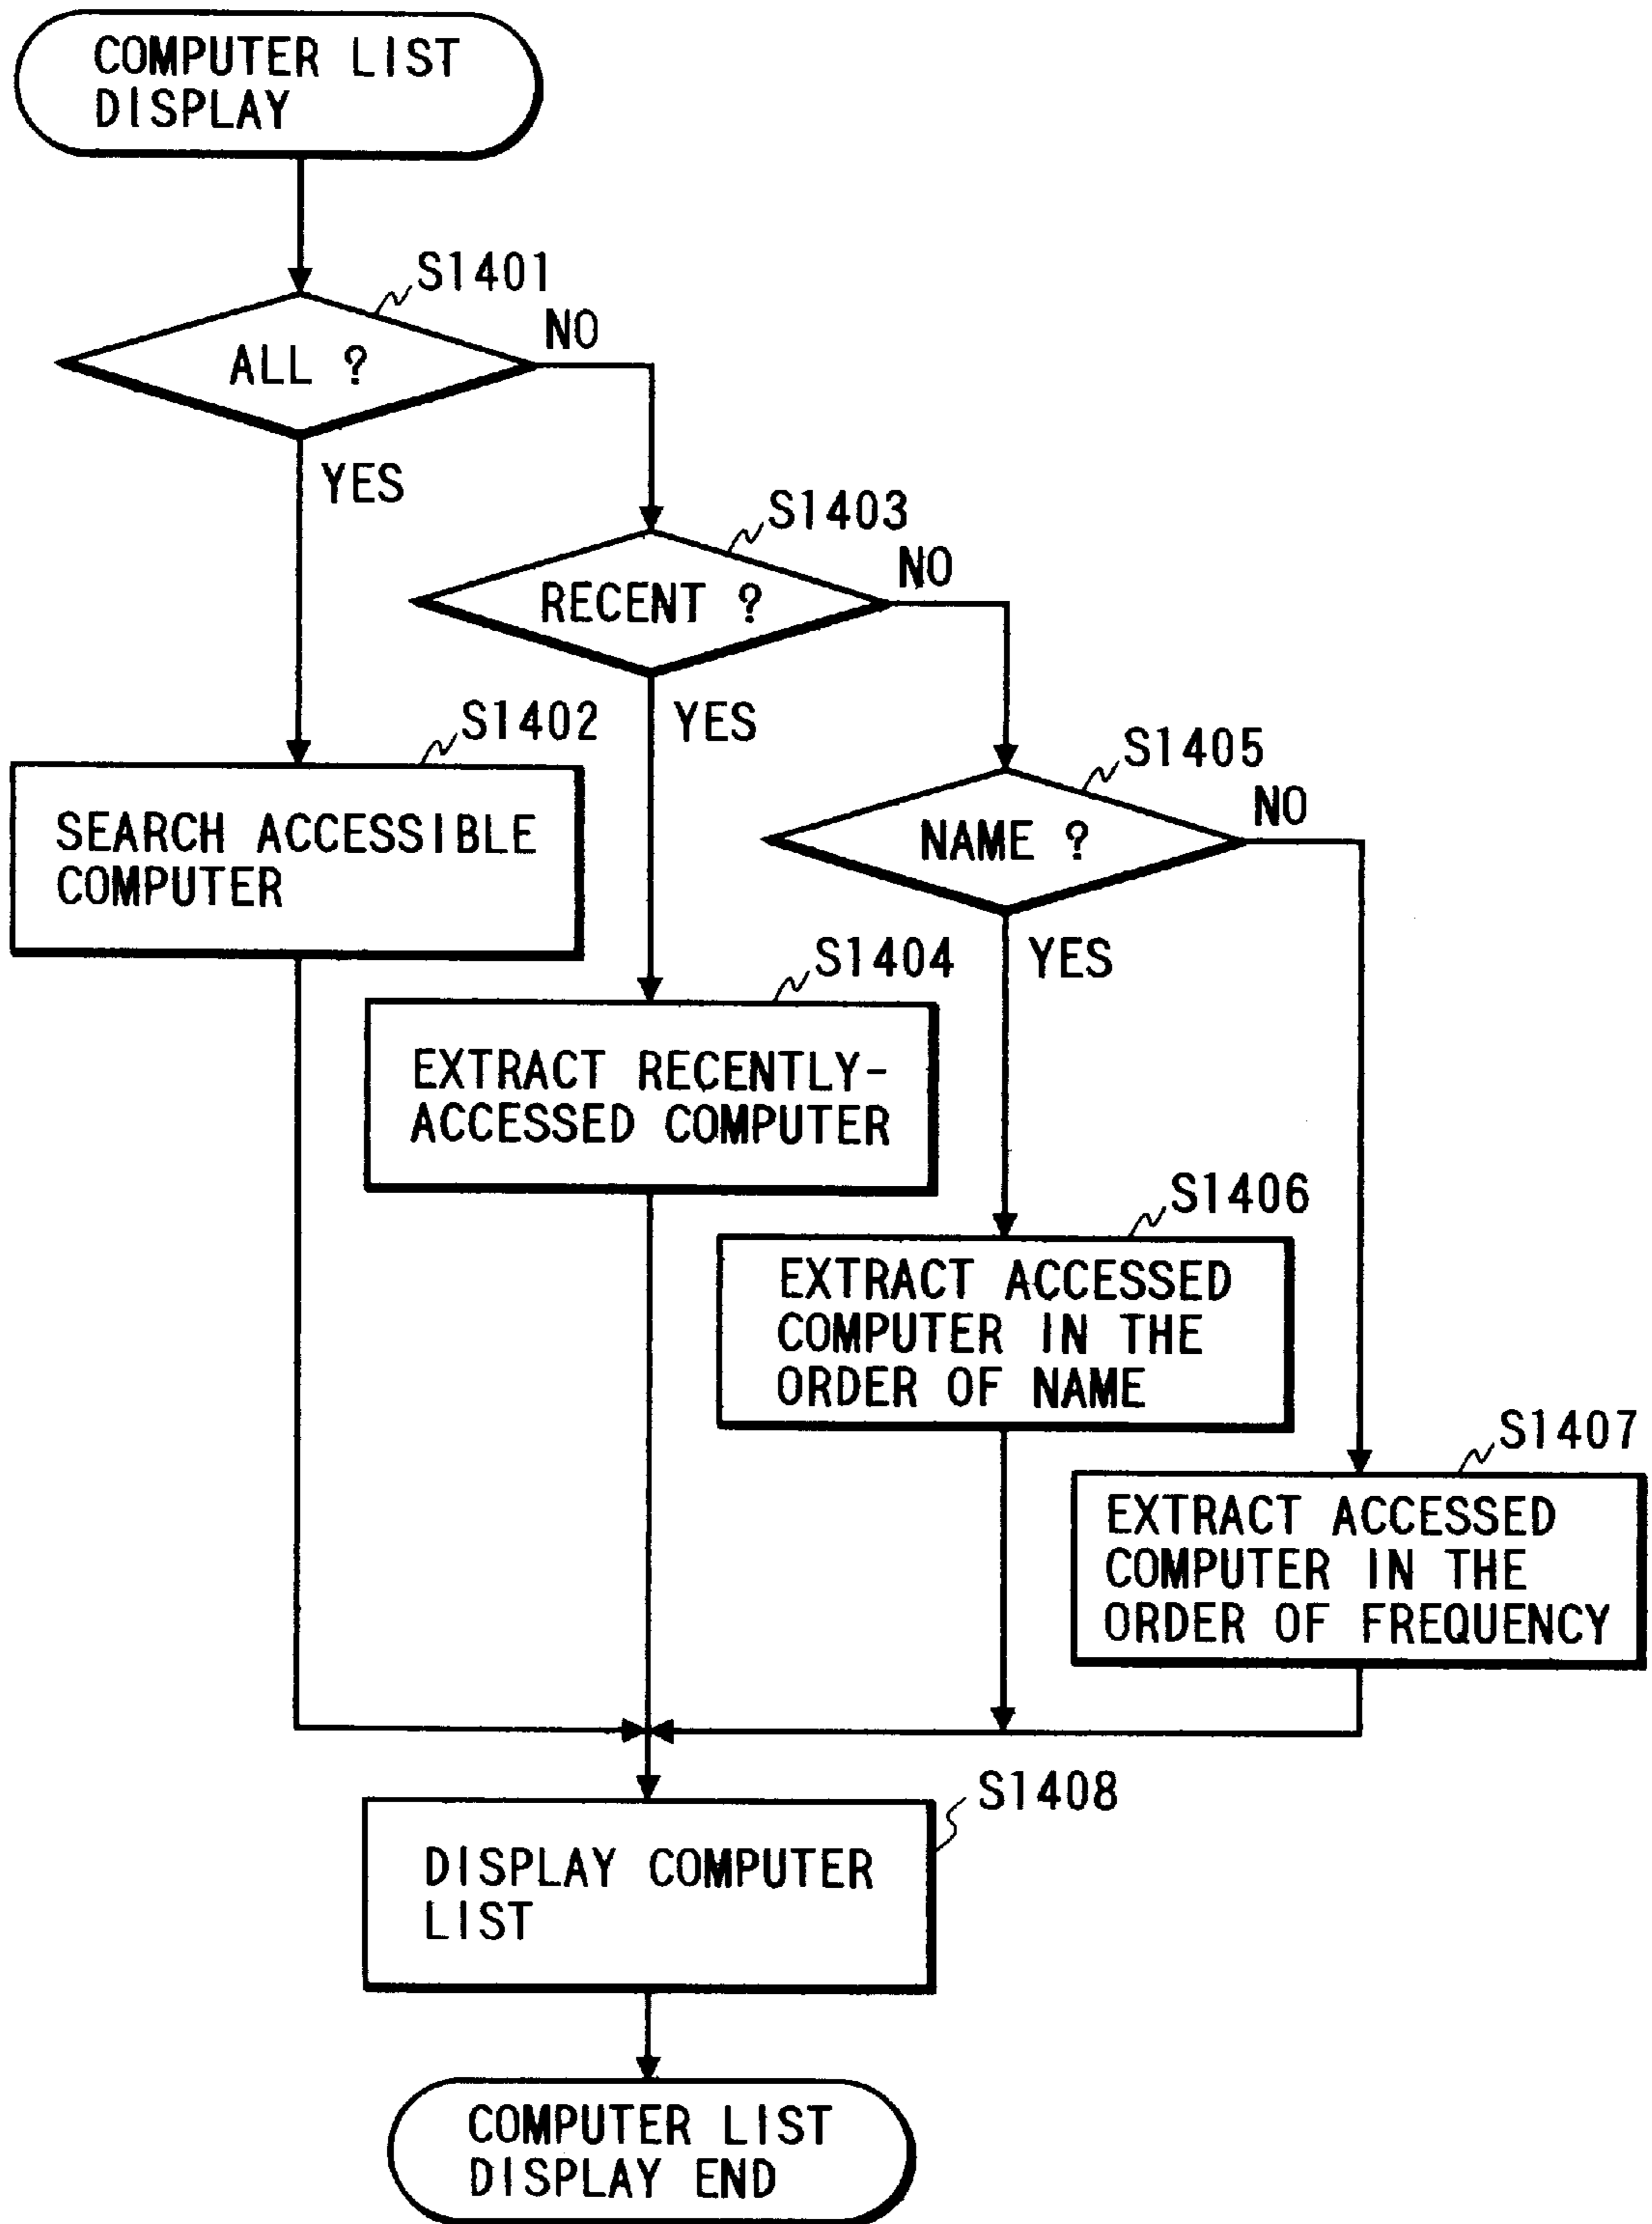 COMPUTER LIST
DISPLAY
S1401
ALL ?
NO
YES
S1403
RECENT ?
NO
YES
S1402
SEARCH ACCESSIBLE
COMPUTER
S1405
NAME ?
NO
YES
S1404
EXTRACT RECENTLY-
ACCESSED COMPUTER
S1406
EXTRACT ACCESSED
COMPUTER IN THE
ORDER OF NAME
S1407
EXTRACT ACCESSED
COMPUTER IN THE
ORDER OF FREQUENCY
S1408
DISPLAY COMPUTER
LIST
COMPUTER LIST
DISPLAY END